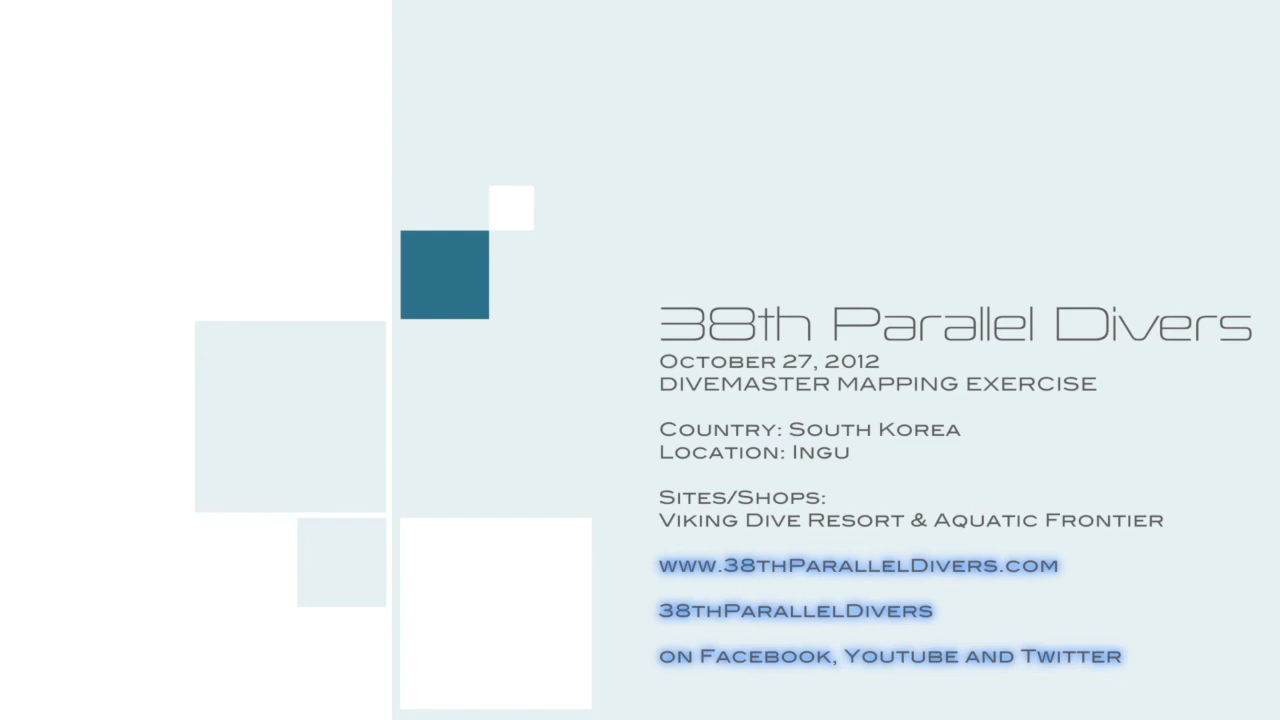 38th Parallel Divers
October 27, 2012
DIVEMASTER MAPPING EXERCISE
Country: South Korea
Location: Ingu
Sites/Shops:
Viking Dive Resort & Aquatic Frontier
www.38thParallelDivers.com
38thParallelDivers
on Facebook, Youtube and Twitter